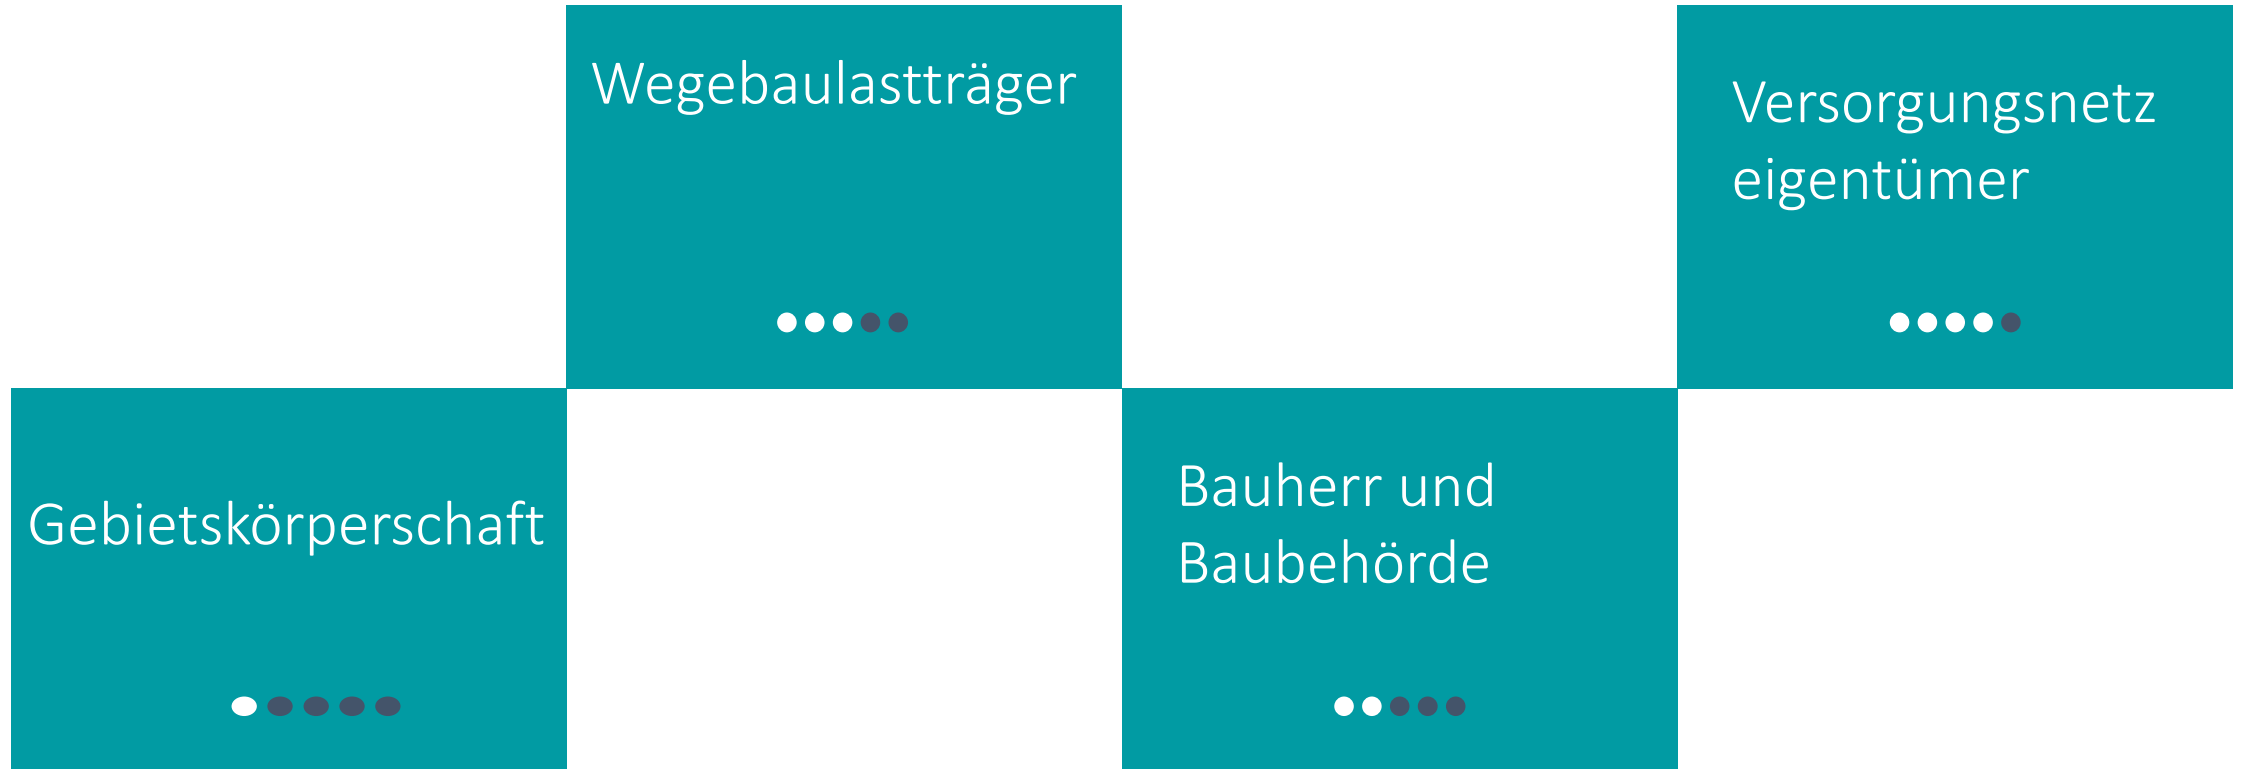 Wegebaulastträger
Versorgungsnetz
eigentümer
Gebietskörperschaft
Bauherr und
Baubehörde